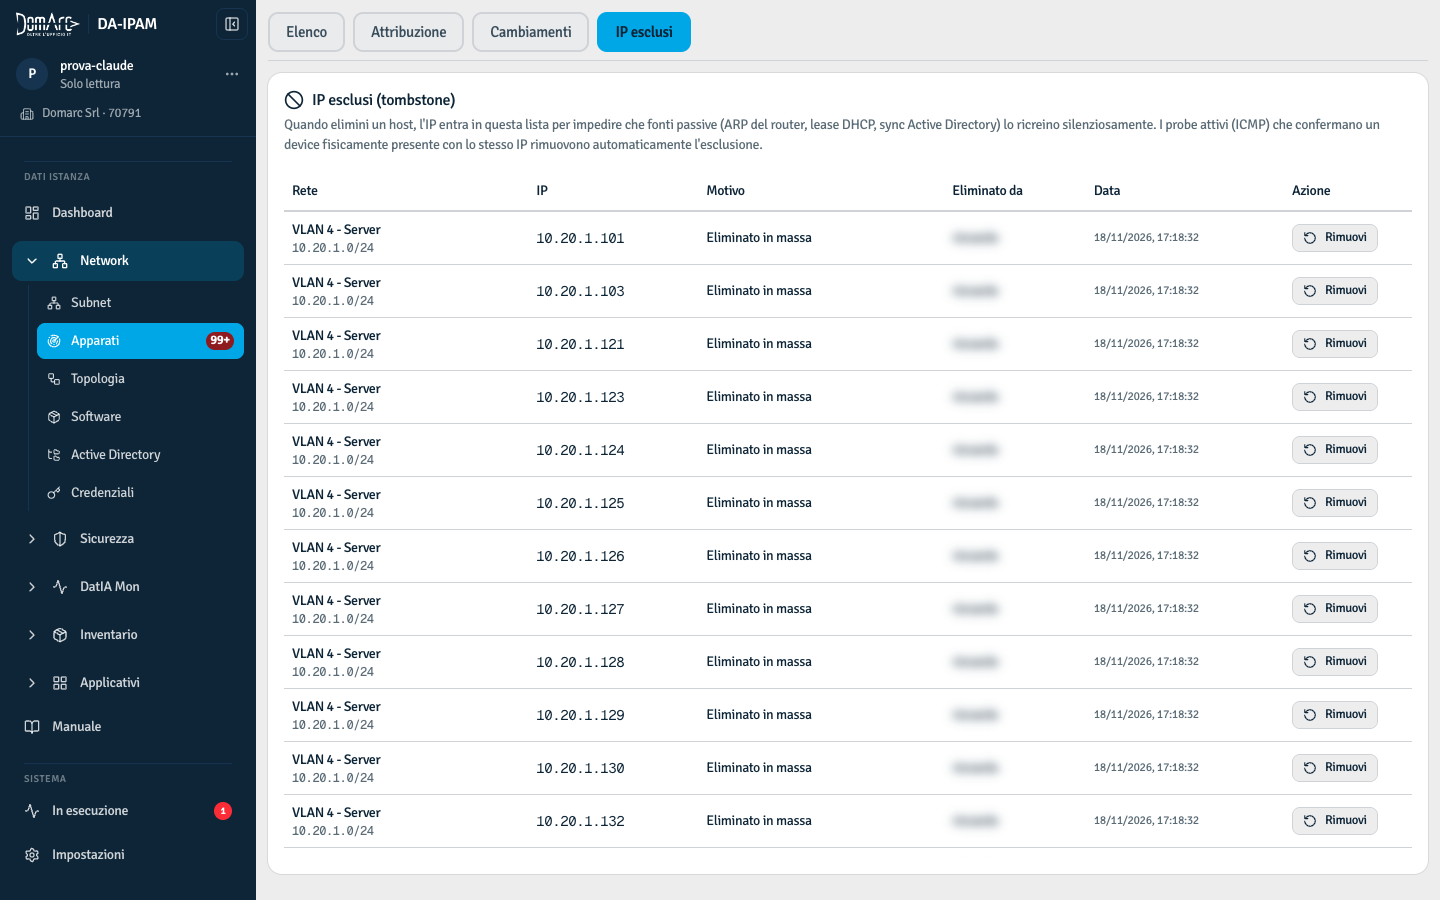 DomArc
OLTRE L'UFFICIO IT
DA-IPAM
P
prova-claude
Solo lettura
Domarc Srl · 70791
DATI ISTANZA
Dashboard
Network
Subnet
Apparati
99+
Topologia
Software
Active Directory
Credenziali
Sicurezza
DatIA Mon
Inventario
Applicativi
Manuale
SISTEMA
In esecuzione
1
Impostazioni
Elenco
Attribuzione
Cambiamenti
IP esclusi
IP esclusi (tombstone)
Quando elimini un host, l'IP entra in questa lista per impedire che fonti passive (ARP del router, lease DHCP, sync Active Directory) lo ricreino silenziosamente. I probe attivi (ICMP) che confermano un
device fisicamente presente con lo stesso IP rimuovono automaticamente l'esclusione.
Rete IP Motivo Eliminato da Data Azione
VLAN 4 - Server
10.20.1.0/24
10.20.1.101 Eliminato in massa 18/11/2026, 17:18:32 Rimuovi
VLAN 4 - Server
10.20.1.0/24
10.20.1.103 Eliminato in massa 18/11/2026, 17:18:32 Rimuovi
VLAN 4 - Server
10.20.1.0/24
10.20.1.121 Eliminato in massa 18/11/2026, 17:18:32 Rimuovi
VLAN 4 - Server
10.20.1.0/24
10.20.1.123 Eliminato in massa 18/11/2026, 17:18:32 Rimuovi
VLAN 4 - Server
10.20.1.0/24
10.20.1.124 Eliminato in massa 18/11/2026, 17:18:32 Rimuovi
VLAN 4 - Server
10.20.1.0/24
10.20.1.125 Eliminato in massa 18/11/2026, 17:18:32 Rimuovi
VLAN 4 - Server
10.20.1.0/24
10.20.1.126 Eliminato in massa 18/11/2026, 17:18:32 Rimuovi
VLAN 4 - Server
10.20.1.0/24
10.20.1.127 Eliminato in massa 18/11/2026, 17:18:32 Rimuovi
VLAN 4 - Server
10.20.1.0/24
10.20.1.128 Eliminato in massa 18/11/2026, 17:18:32 Rimuovi
VLAN 4 - Server
10.20.1.0/24
10.20.1.129 Eliminato in massa 18/11/2026, 17:18:32 Rimuovi
VLAN 4 - Server
10.20.1.0/24
10.20.1.130 Eliminato in massa 18/11/2026, 17:18:32 Rimuovi
VLAN 4 - Server
10.20.1.0/24
10.20.1.132 Eliminato in massa 18/11/2026, 17:18:32 Rimuovi